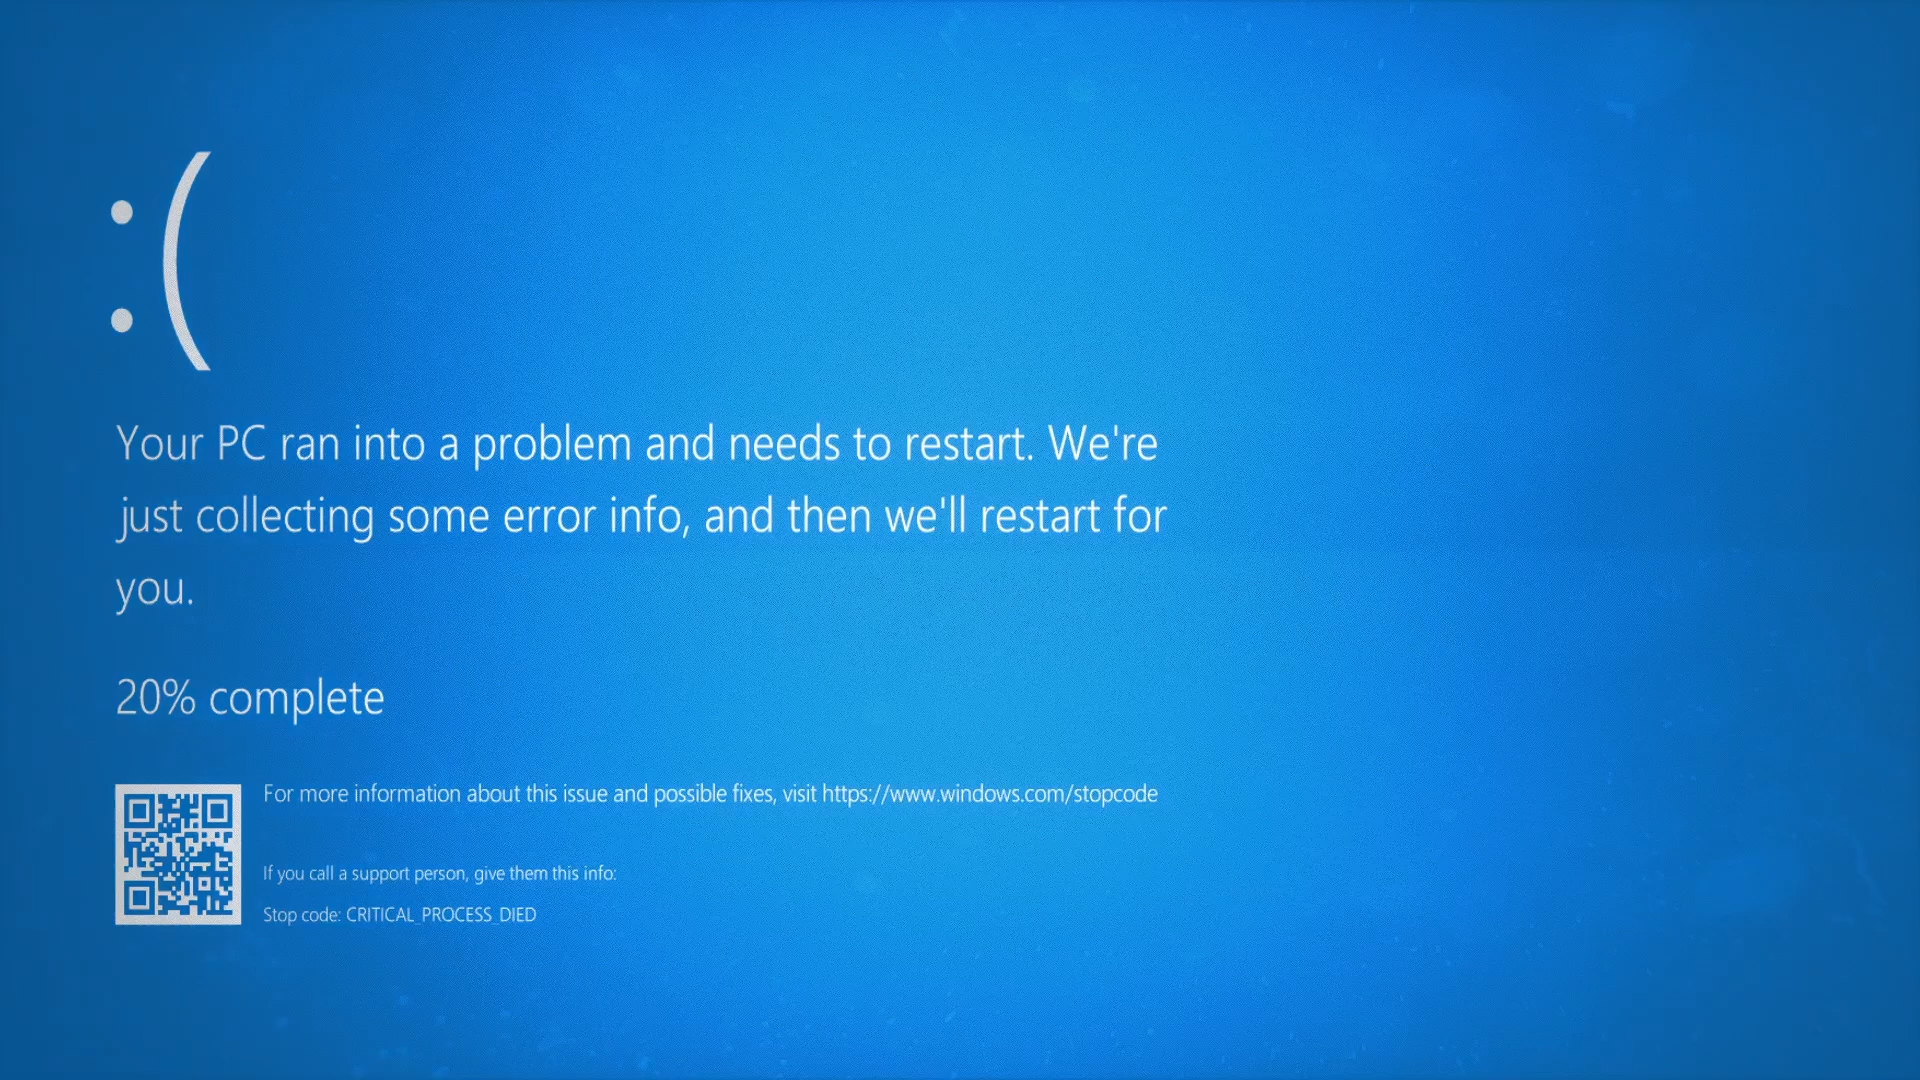 :(
Your PC ran into a problem and needs to restart. We're
just collecting some error info, and then we'll restart for
you.
20% complete
For more information about this issue and possible fixes, visit https://www.windows.com/stopcode
If you call a support person, give them this info:
Stop code: CRITICAL_PROCESS_DIED